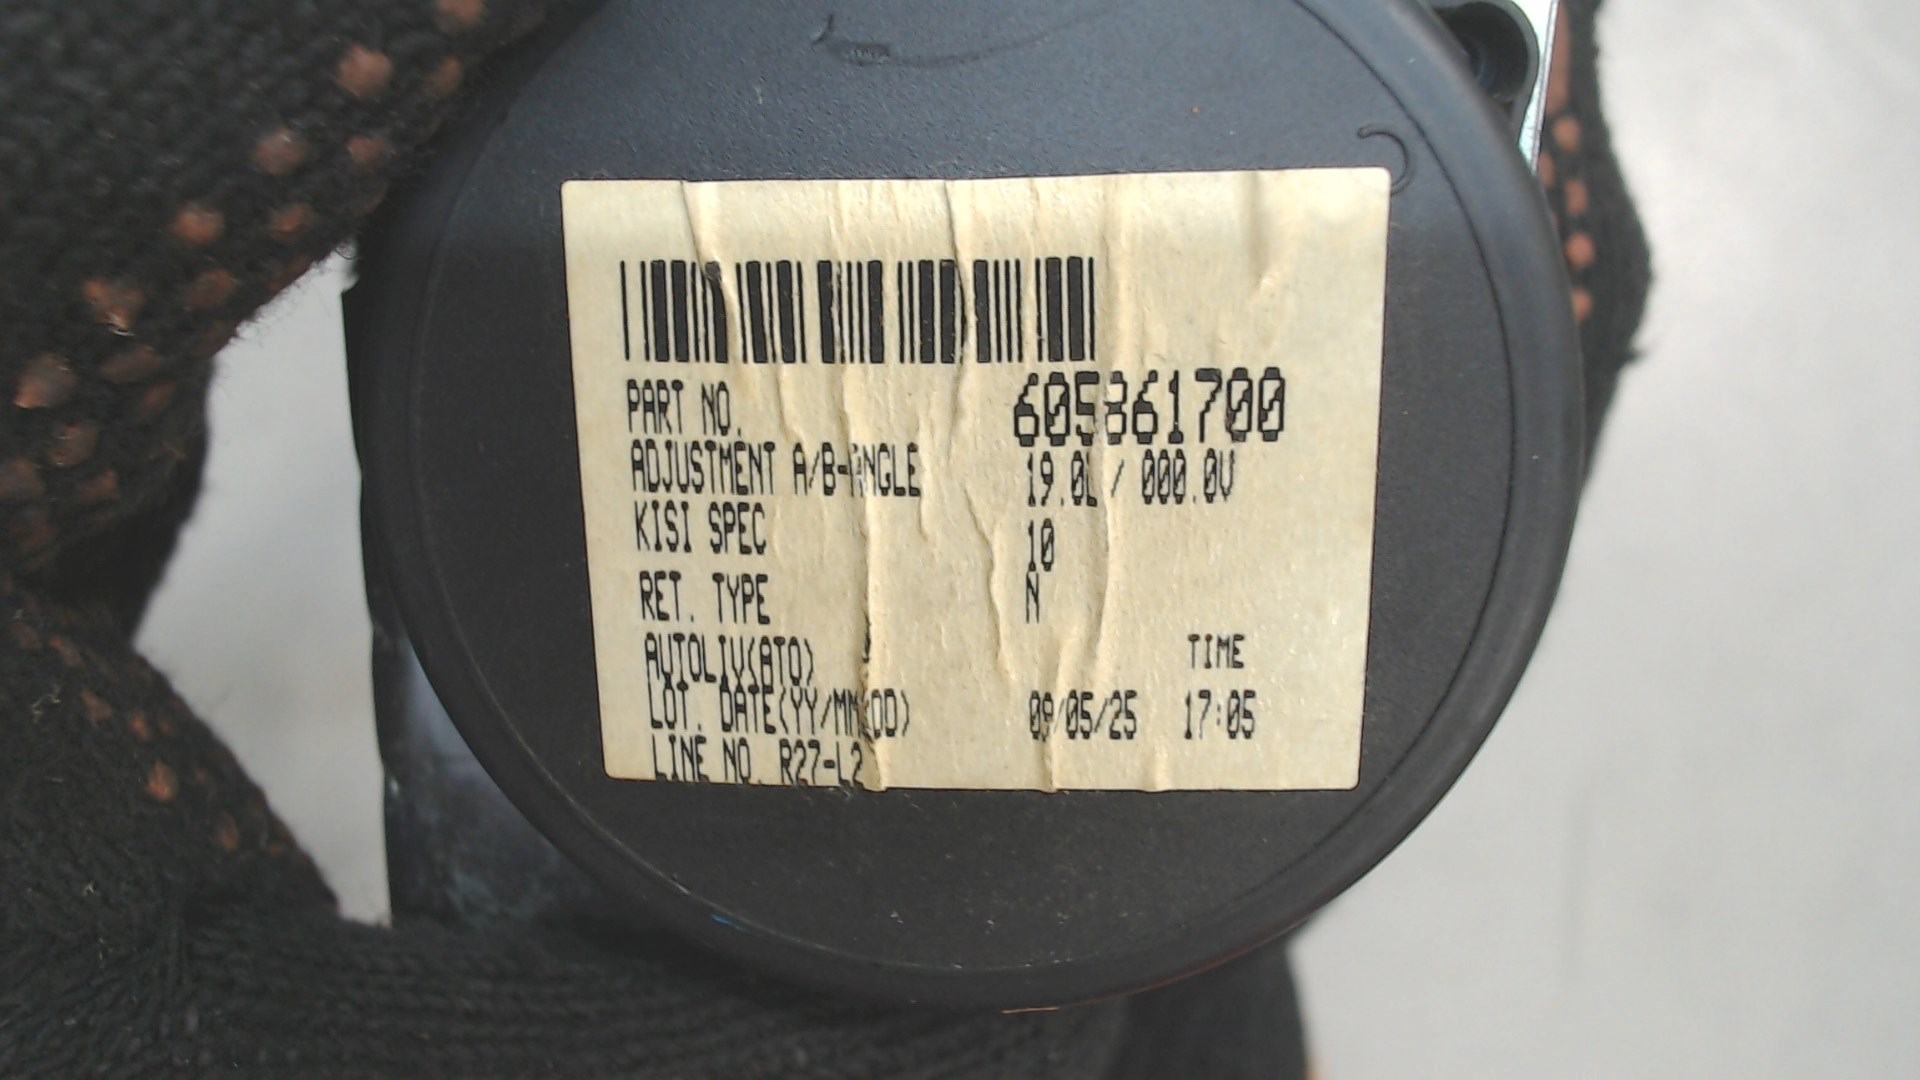 PART NO. 605861700
ADJUSTMENT A/B-ANGLE 19.0L / 000.0V
KISI SPEC 10
RET. TYPE N
AUTOLIV(ATO) TIME
LOT. DATE(YY/MM/DD) 09/05/25 17:05
LINE NO. R27-L2